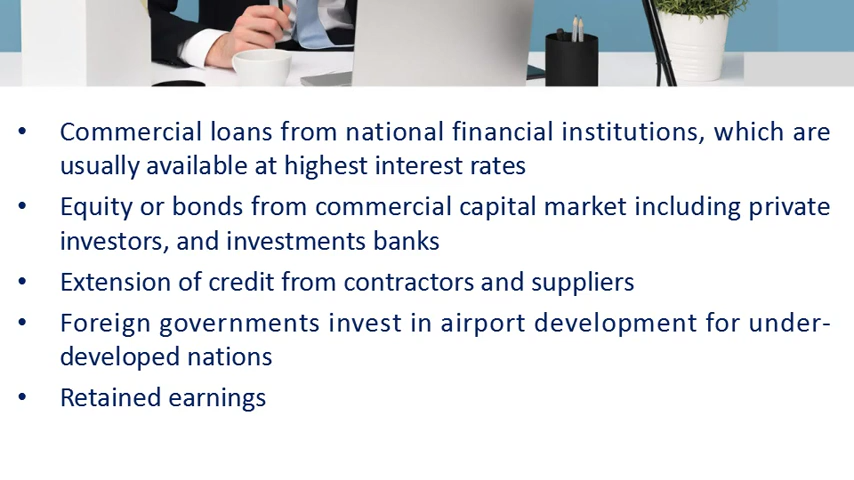 • Commercial loans from national financial institutions, which are
usually available at highest interest rates
• Equity or bonds from commercial capital market including private
investors, and investments banks
• Extension of credit from contractors and suppliers
• Foreign governments invest in airport development for under-
developed nations
• Retained earnings